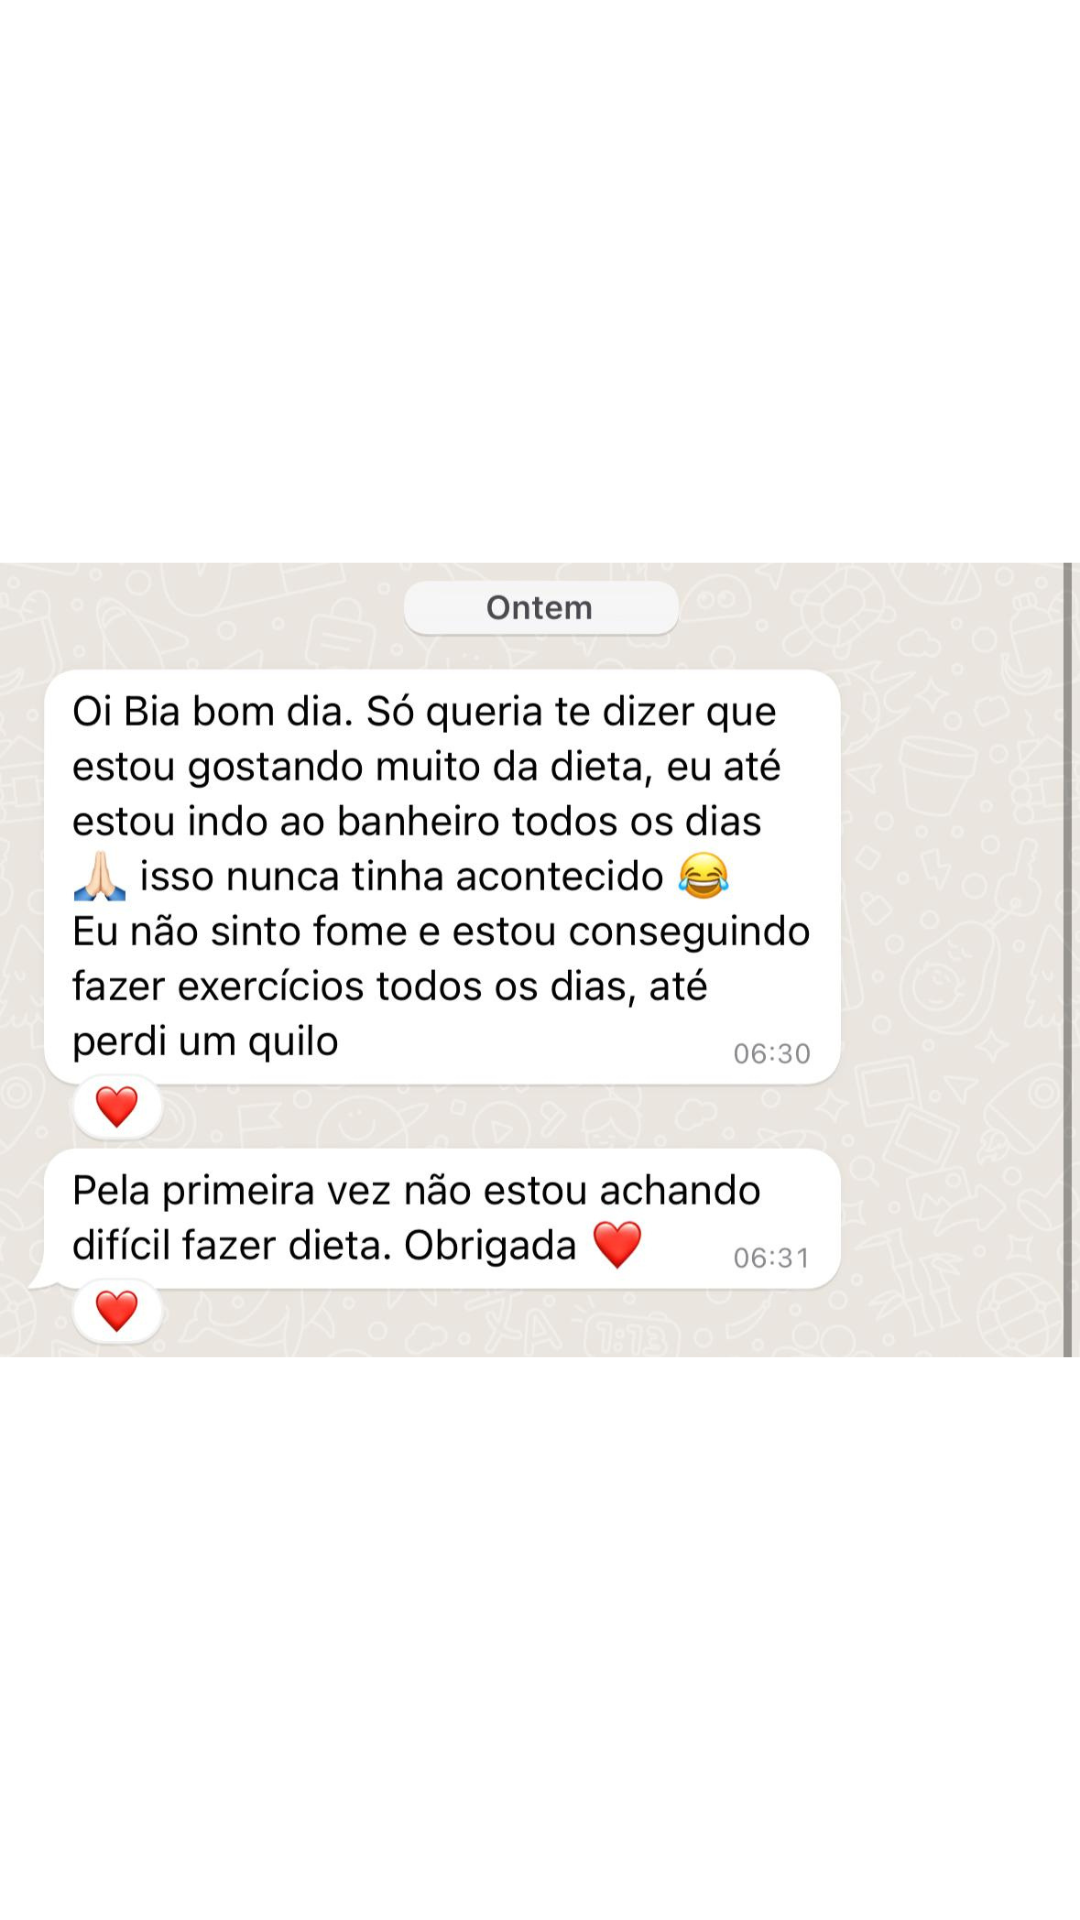 Ontem
Oi Bia bom dia. Só queria te dizer que
estou gostando muito da dieta, eu até
estou indo ao banheiro todos os dias
🙏🏻 isso nunca tinha acontecido 😂
Eu não sinto fome e estou conseguindo
fazer exercícios todos os dias, até
perdi um quilo
06:30
❤️
Pela primeira vez não estou achando
difícil fazer dieta. Obrigada ❤️
06:31
❤️